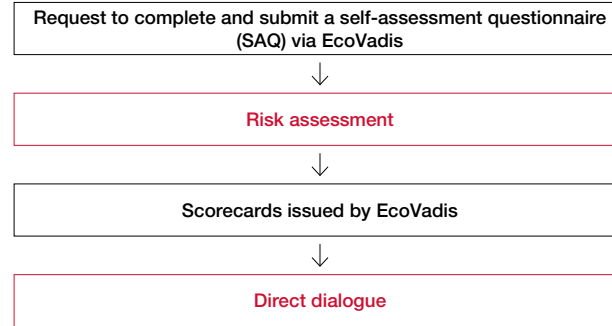 Request to complete and submit a self-assessment questionnaire
(SAQ) via EcoVadis
Risk assessment
Scorecards issued by EcoVadis
Direct dialogue